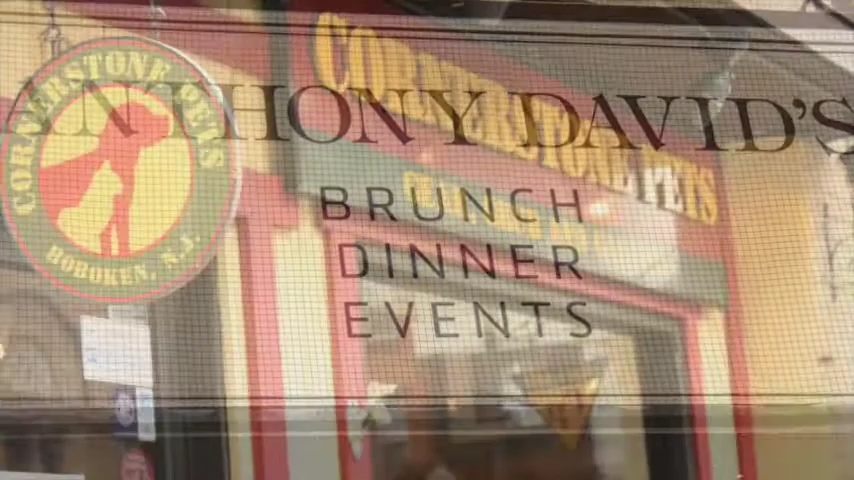 CORNERSTONE PETS
HOBOKEN, N.J.
CORNERSTONE PETS
ANTHONY DAVID'S
BRUNCH
DINNER
EVENTS